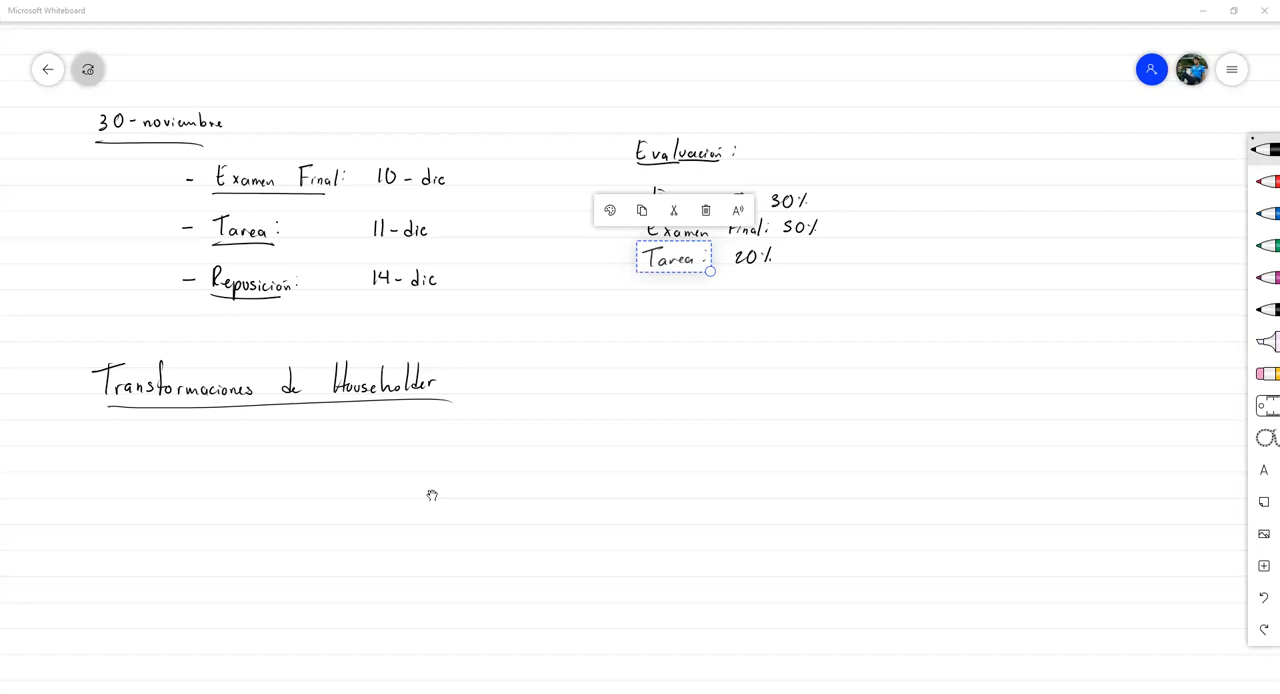 Microsoft Whiteboard
30-noviembre
- Examen Final: 10-dic
- Tarea: 11-dic
- Reposición: 14-dic
Evaluación:
30%
Examen Final: 50%
Tarea: 20%
Transformaciones de Householder